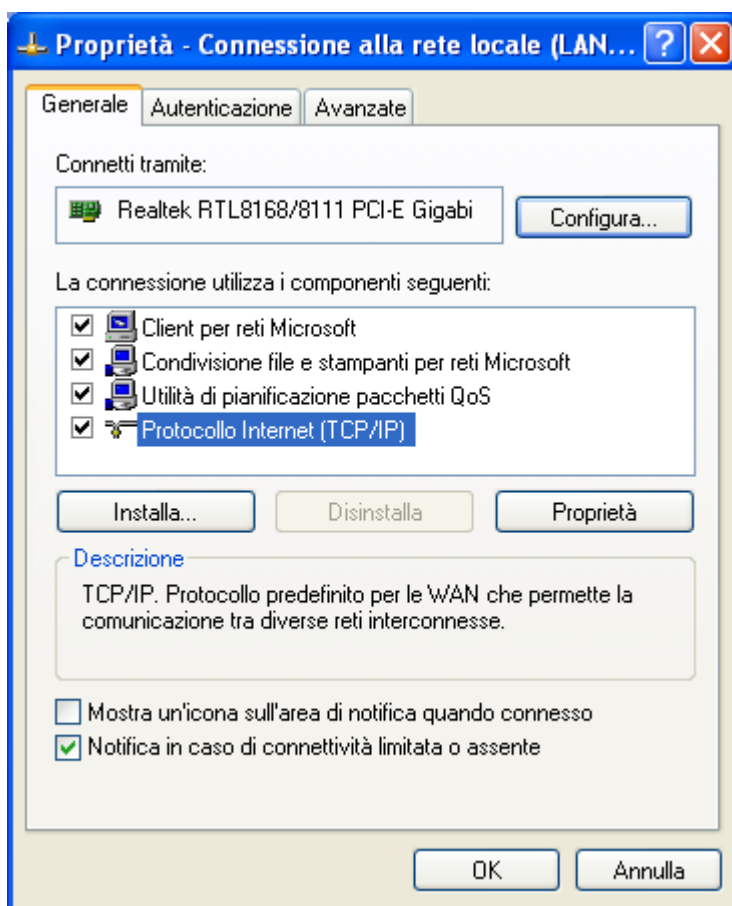 Proprietà - Connessione alla rete locale (LAN...
Generale Autenticazione Avanzate
Connetti tramite:
Realtek RTL8168/8111 PCI-E Gigabi Configura...
La connessione utilizza i componenti seguenti:
Client per reti Microsoft
Condivisione file e stampanti per reti Microsoft
Utilità di pianificazione pacchetti QoS
Protocollo Internet (TCP/IP)
Installa... Disinstalla Proprietà
Descrizione
TCP/IP. Protocollo predefinito per le WAN che permette la
comunicazione tra diverse reti interconnesse.
Mostra un'icona sull'area di notifica quando connesso
Notifica in caso di connettività limitata o assente
OK Annulla